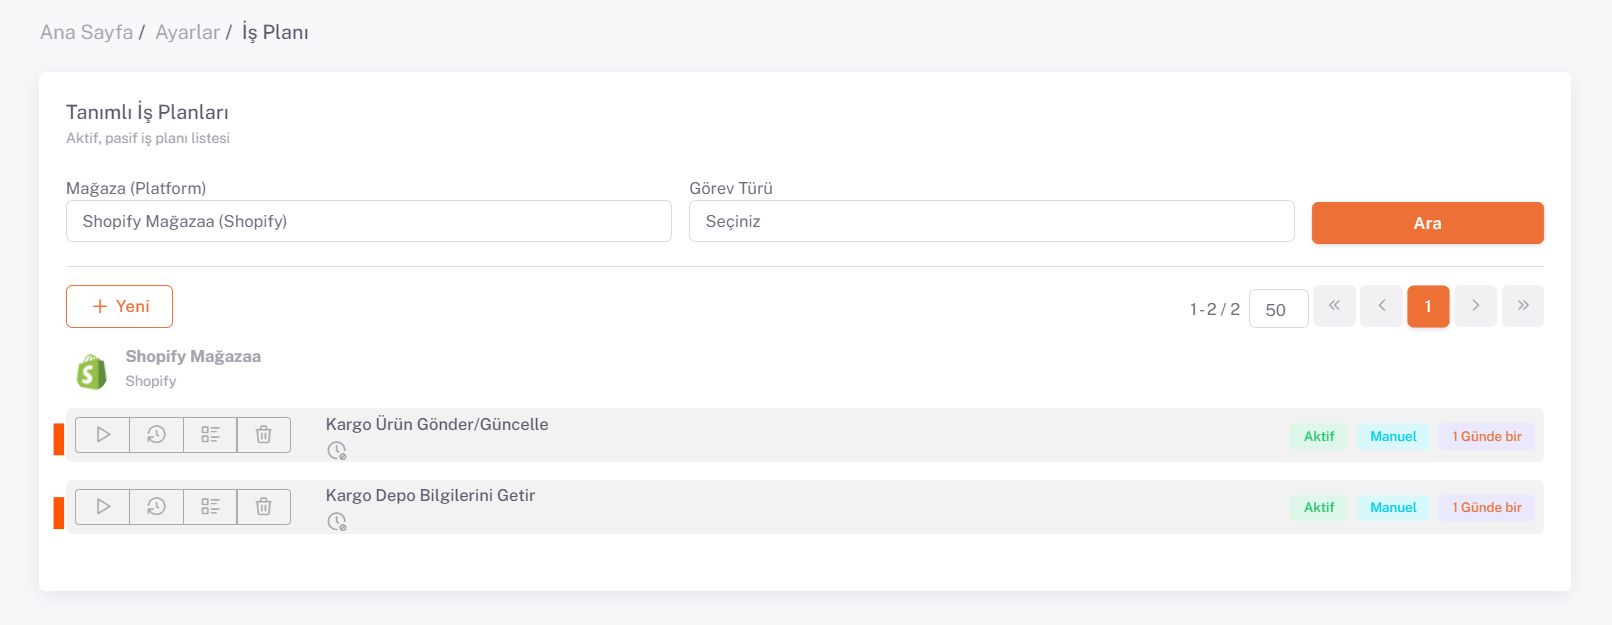 Ana Sayfa / Ayarlar / İş Planı
Tanımlı İş Planları
Aktif, pasif iş planı listesi
Mağaza (Platform)
Görev Türü
Shopify Mağazaa (Shopify)
Seçiniz
Ara
+ Yeni
1 - 2 / 2
50
«
‹
1
›
»
Shopify Mağazaa
Shopify
Kargo Ürün Gönder/Güncelle
Aktif
Manuel
1 Günde bir
Kargo Depo Bilgilerini Getir
Aktif
Manuel
1 Günde bir